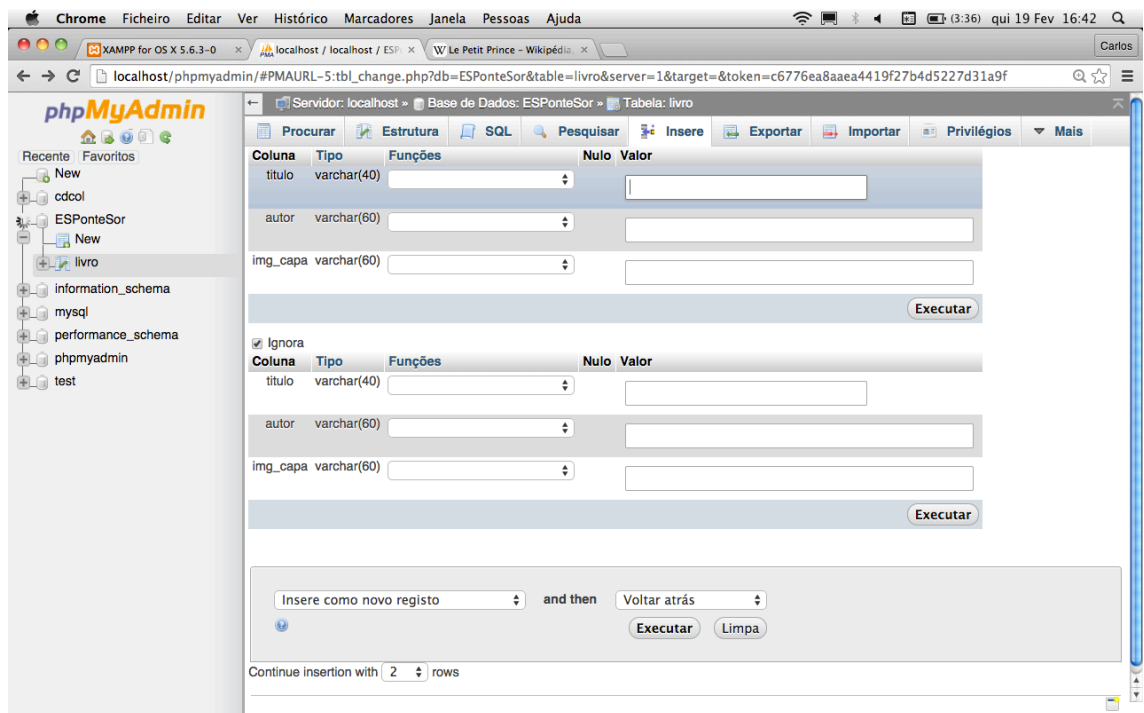 Chrome Ficheiro Editar Ver Histórico Marcadores Janela Pessoas Ajuda (3:36) qui 19 Fev 16:42
XAMPP for OS X 5.6.3-0 × localhost / localhost / ESP × W Le Petit Prince – Wikipédia × Carlos
localhost/phpmyadmin/#PMAURL-5:tbl_change.php?db=ESPonteSor&table=livro&server=1&target=&token=c6776ea8aaea4419f27b4d5227d31a9f
phpMyAdmin
Recente Favoritos
New
cdcol
ESPonteSor
New
livro
information_schema
mysql
performance_schema
phpmyadmin
test
Servidor: localhost » Base de Dados: ESPonteSor » Tabela: livro
Procurar Estrutura SQL Pesquisar Insere Exportar Importar Privilégios Mais
Coluna Tipo Funções Nulo Valor
titulo varchar(40)
autor varchar(60)
img_capa varchar(60)
Executar
Ignora
Coluna Tipo Funções Nulo Valor
titulo varchar(40)
autor varchar(60)
img_capa varchar(60)
Executar
Insere como novo registo and then Voltar atrás
Executar Limpa
Continue insertion with 2 rows